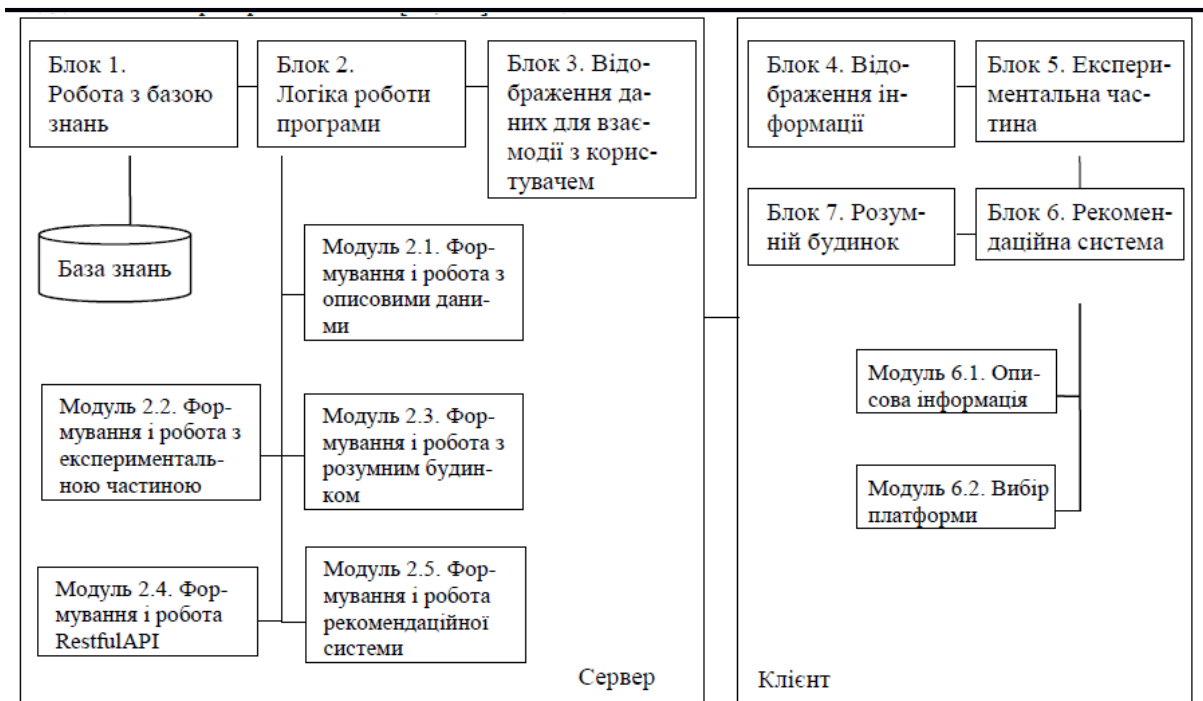 Блок 1.
Робота з базою
знань
Блок 2.
Логіка роботи
програми
Блок 3. Відо-
браження да-
них для взає-
модії з корис-
тувачем
База знань
Модуль 2.1. Фор-
мування і робота з
описовими дани-
ми
Модуль 2.2. Фор-
мування і робота з
експерименталь-
ною частиною
Модуль 2.3. Фор-
мування і робота з
розумним будин-
ком
Модуль 2.4. Фор-
мування і робота
RestfulAPI
Модуль 2.5. Фор-
мування і робота
рекомендаційної
системи
Сервер
Блок 4. Відо-
браження ін-
формації
Блок 5. Експери-
ментальна час-
тина
Блок 7. Розум-
ній будинок
Блок 6. Рекомен-
даційна система
Модуль 6.1. Опи-
сова інформація
Модуль 6.2. Вибір
платформи
Клієнт